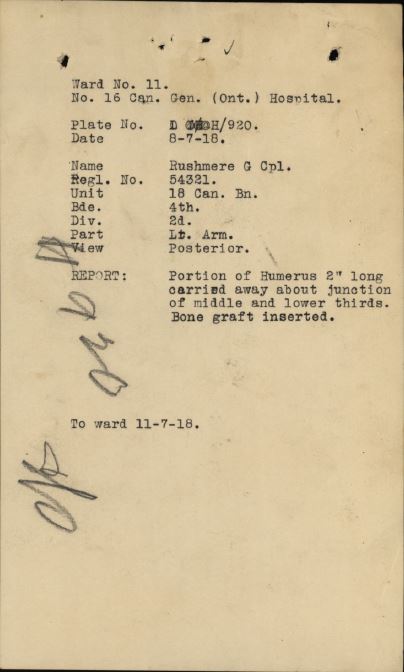 Ward No. 11.
No. 16 Can. Gen. (Ont.) Hospital.
Plate No. D H/920.
Date 8-7-18.
Name Rushmere G Cpl.
Regl. No. 54321.
Unit 18 Can. Bn.
Bde. 4th.
Div. 2d.
Part Lt. Arm.
View Posterior.
REPORT: Portion of Humerus 2" long
carried away about junction
of middle and lower thirds.
Bone graft inserted.
To ward 11-7-18.